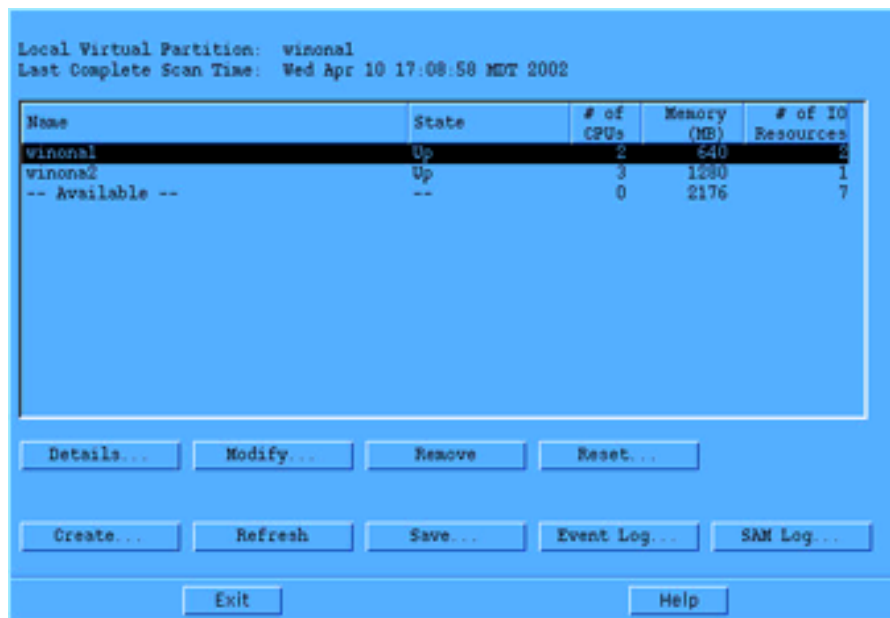 Local Virtual Partition: winona1
Last Complete Scan Time: Wed Apr 10 17:08:58 MDT 2002
Name State # of CPUs Memory (MB) # of IO Resources
winona1 Up 2 640 2
winona2 Up 3 1280 1
-- Available -- -- 0 2176 7
Details... Modify... Remove Reset...
Create... Refresh Save... Event Log... SAM Log...
Exit Help